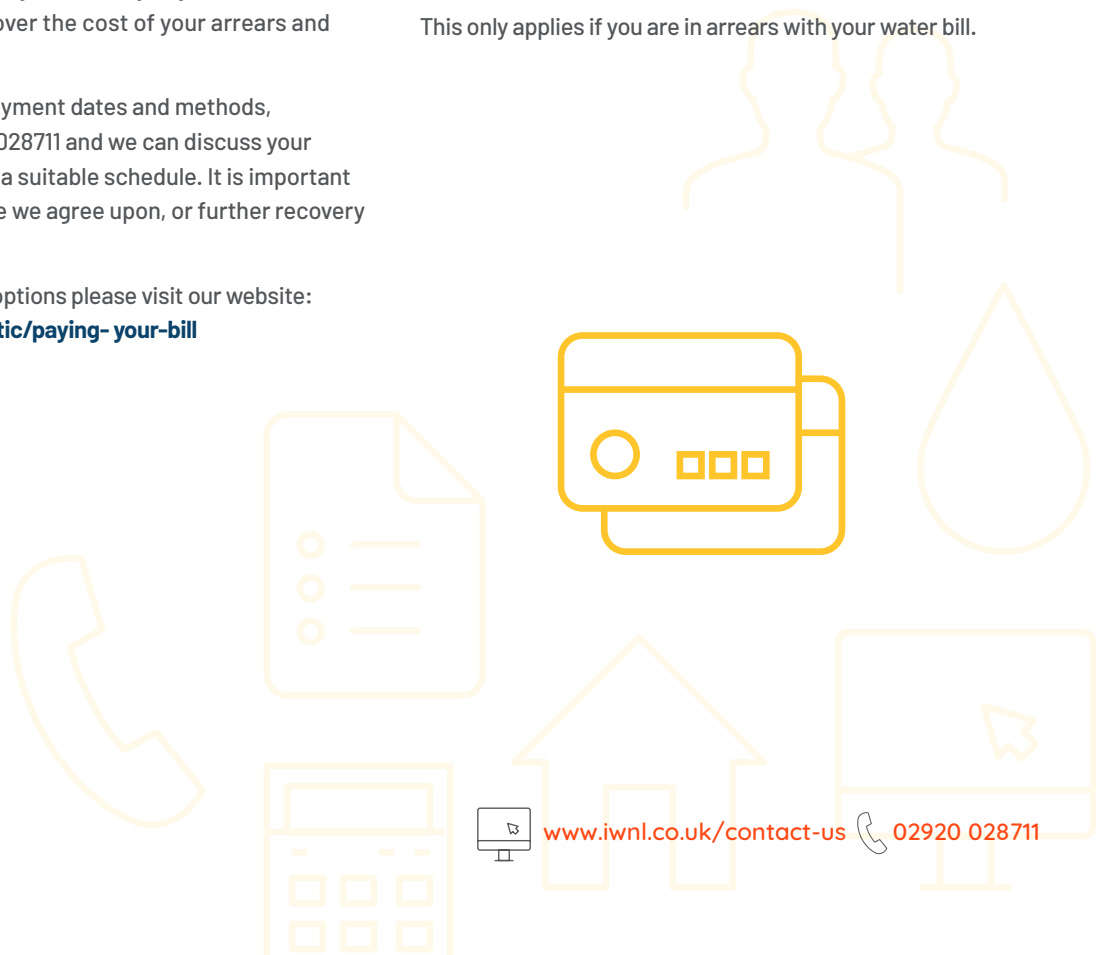 over the cost of your arrears and
yment dates and methods,
028711 and we can discuss your
a suitable schedule. It is important
e we agree upon, or further recovery
options please visit our website:
tic/paying- your-bill
This only applies if you are in arrears with your water bill.
www.iwnl.co.uk/contact-us 02920 028711